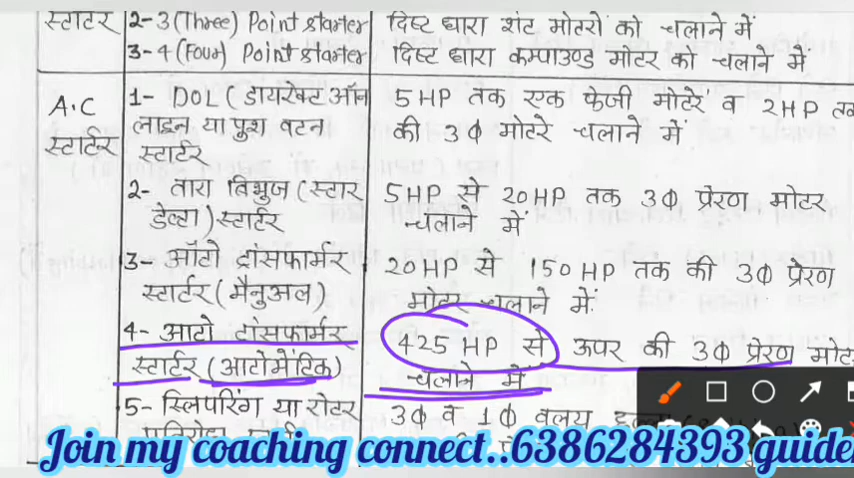 स्टाटर 2-3 (Three) Point starter दिष्ट धारा शंट मोटरो को चलाने में
3-4 (Four) Point starter दिष्ट धारा कम्पाउण्ड मोटर को चलाने में
A.C स्टार्टर
1- DOL (डायरेक्ट ऑन
लाइन या पुश बटन
स्टार्टर
5 HP तक एक फेजी मोटरे व 2HP तक
की 3Φ मोटरे चलाने में
2- तारा त्रिभुज (स्टार
डेल्टा) स्टार्टर
5HP से 20HP तक 3Φ प्रेरण मोटर
चलाने में
3- ऑटो ट्रांसफार्मर
स्टार्टर (मैनुअल)
20HP से 150HP तक की 3Φ प्रेरण
मोटर चलाने में
4- आटो ट्रांसफार्मर
स्टार्टर (आटोमैटिक)
425 HP से ऊपर की 3Φ प्रेरण मोट
चलाने में
5- स्लिपरिंग या रोटर
3Φ व 1Φ वलय
Join my coaching connect..6386284393 guide